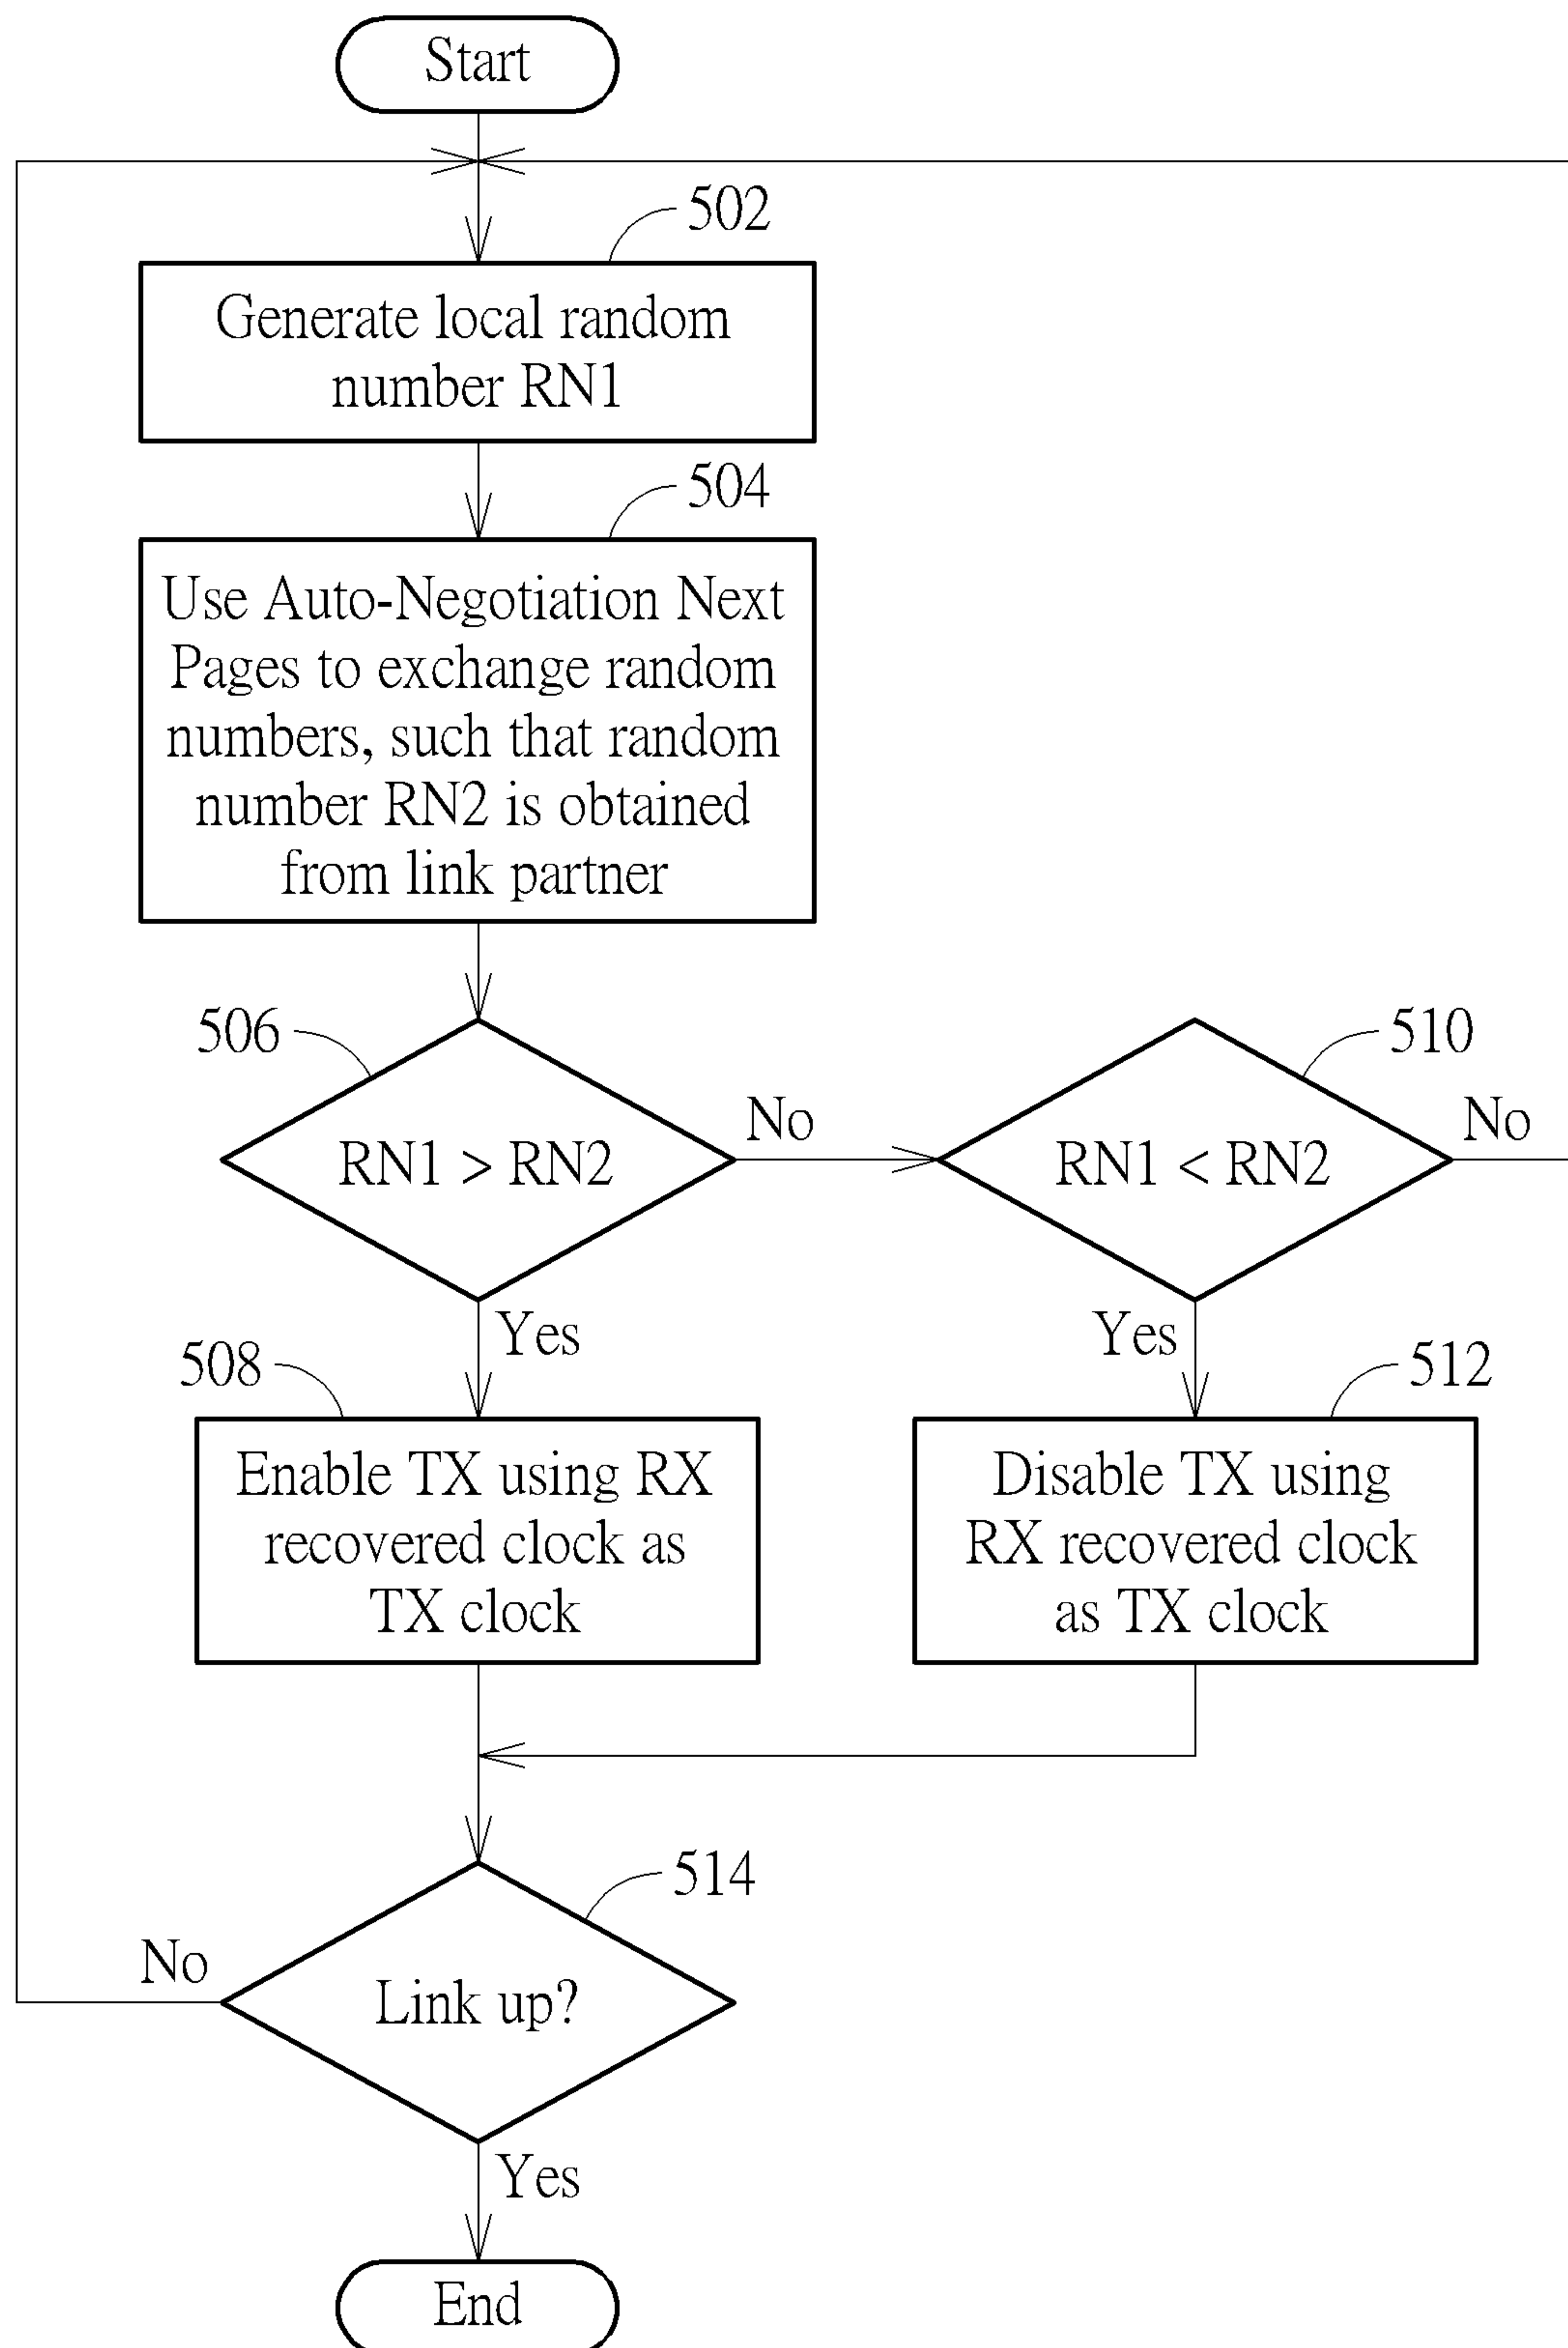 Start
502
Generate local random
number RN1
504
Use Auto-Negotiation Next
Pages to exchange random
numbers, such that random
number RN2 is obtained
from link partner
506
RN1 > RN2
No
510
RN1 < RN2
No
Yes
Yes
508
Enable TX using RX
recovered clock as
TX clock
512
Disable TX using
RX recovered clock
as TX clock
514
Link up?
No
Yes
End